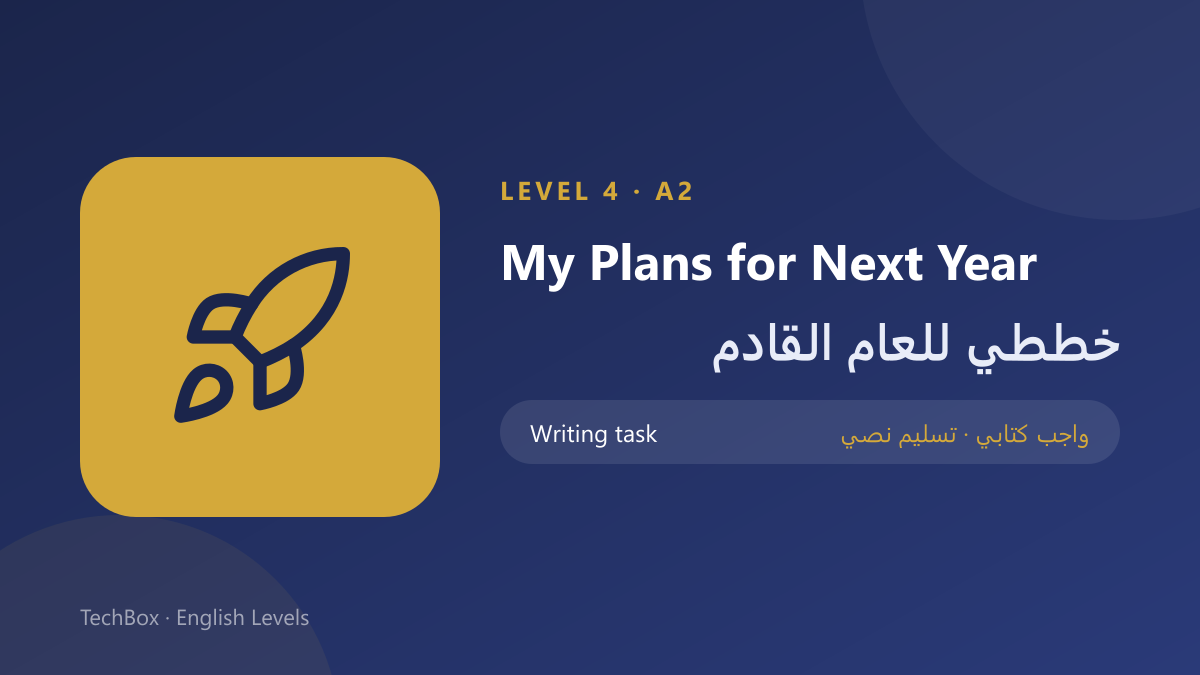 LEVEL 4 · A2
My Plans for Next Year
خططي للعام القادم
Writing task
واجب كتابي · تسليم نصي
TechBox · English Levels